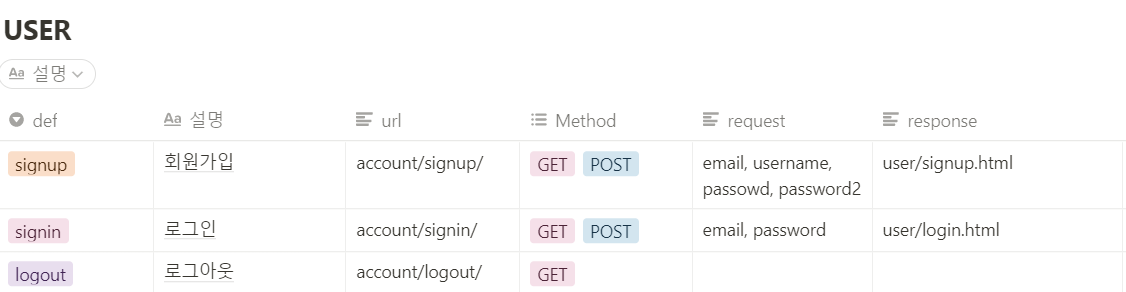 USER
Aa 설명
def Aa 설명 url Method request response
signup 회원가입 account/signup/ GET POST email, username, user/signup.html
passowd, password2
signin 로그인 account/signin/ GET POST email, password user/login.html
logout 로그아웃 account/logout/ GET